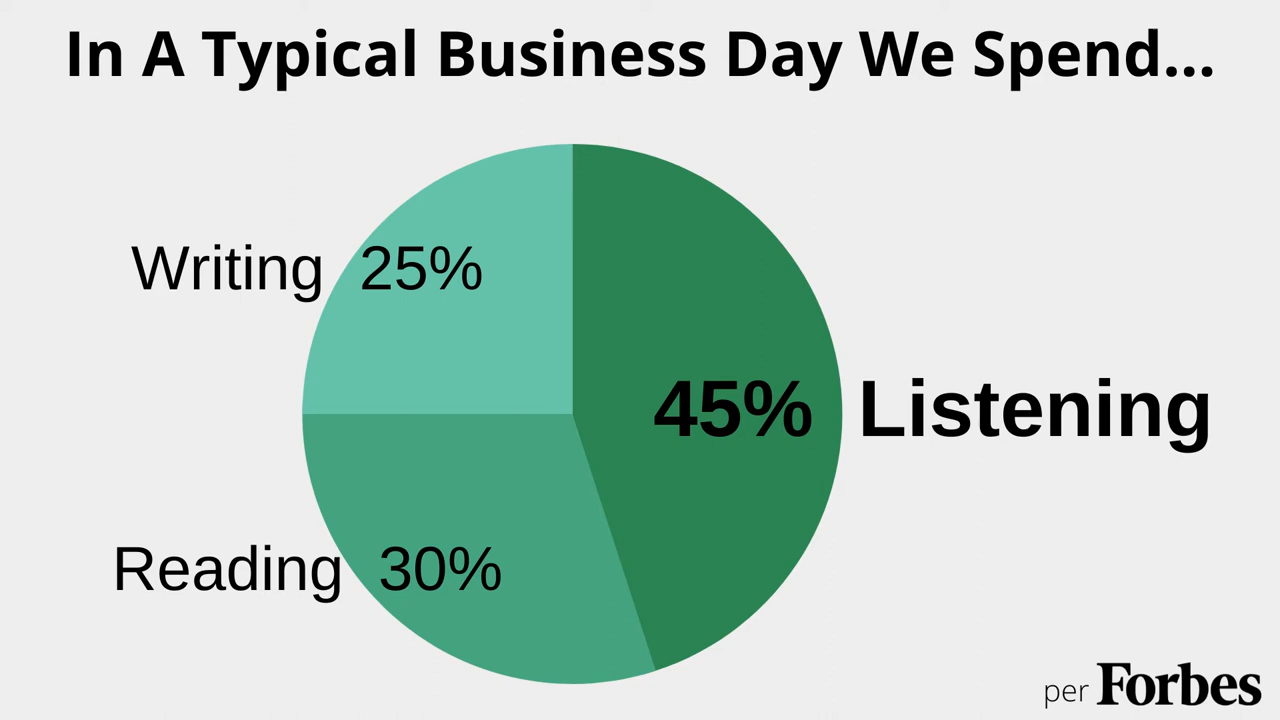 In A Typical Business Day We Spend...
Writing 25%
45% Listening
Reading 30%
per Forbes